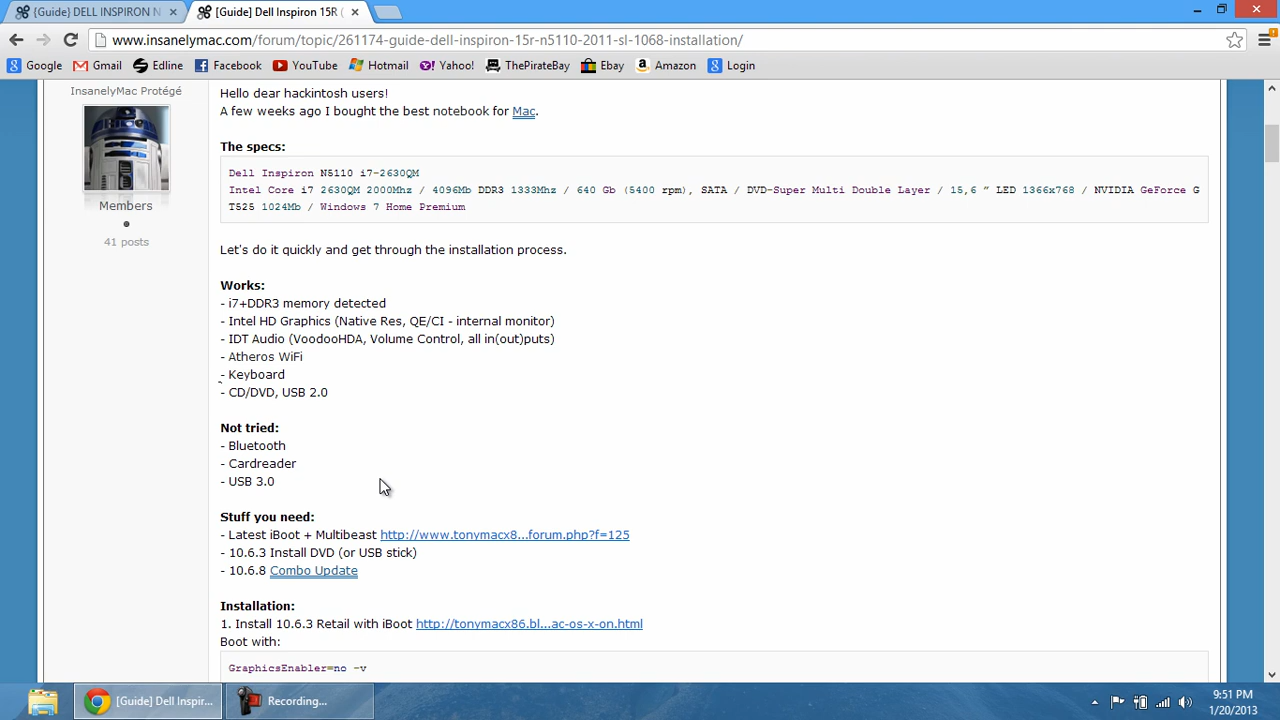 {Guide} DELL INSPIRON N
[Guide] Dell Inspiron 15R (
www.insanelymac.com/forum/topic/261174-guide-dell-inspiron-15r-n5110-2011-sl-1068-installation/
Google Gmail Edline Facebook YouTube Hotmail Yahoo! ThePirateBay Ebay Amazon Login
InsanelyMac Protégé
Members
41 posts
Hello dear hackintosh users!
A few weeks ago I bought the best notebook for Mac.
The specs:
Dell Inspiron N5110 i7-2630QM
Intel Core i7 2630QM 2000Mhz / 4096Mb DDR3 1333Mhz / 640 Gb (5400 rpm), SATA / DVD-Super Multi Double Layer / 15,6 ” LED 1366x768 / NVIDIA GeForce G
T525 1024Mb / Windows 7 Home Premium
Let's do it quickly and get through the installation process.
Works:
- i7+DDR3 memory detected
- Intel HD Graphics (Native Res, QE/CI - internal monitor)
- IDT Audio (VoodooHDA, Volume Control, all in(out)puts)
- Atheros WiFi
- Keyboard
- CD/DVD, USB 2.0
Not tried:
- Bluetooth
- Cardreader
- USB 3.0
Stuff you need:
- Latest iBoot + Multibeast http://www.tonymacx8...forum.php?f=125
- 10.6.3 Install DVD (or USB stick)
- 10.6.8 Combo Update
Installation:
1. Install 10.6.3 Retail with iBoot http://tonymacx86.bl...ac-os-x-on.html
Boot with:
GraphicsEnabler=no -v
[Guide] Dell Inspir...
Recording...
9:51 PM
1/20/2013